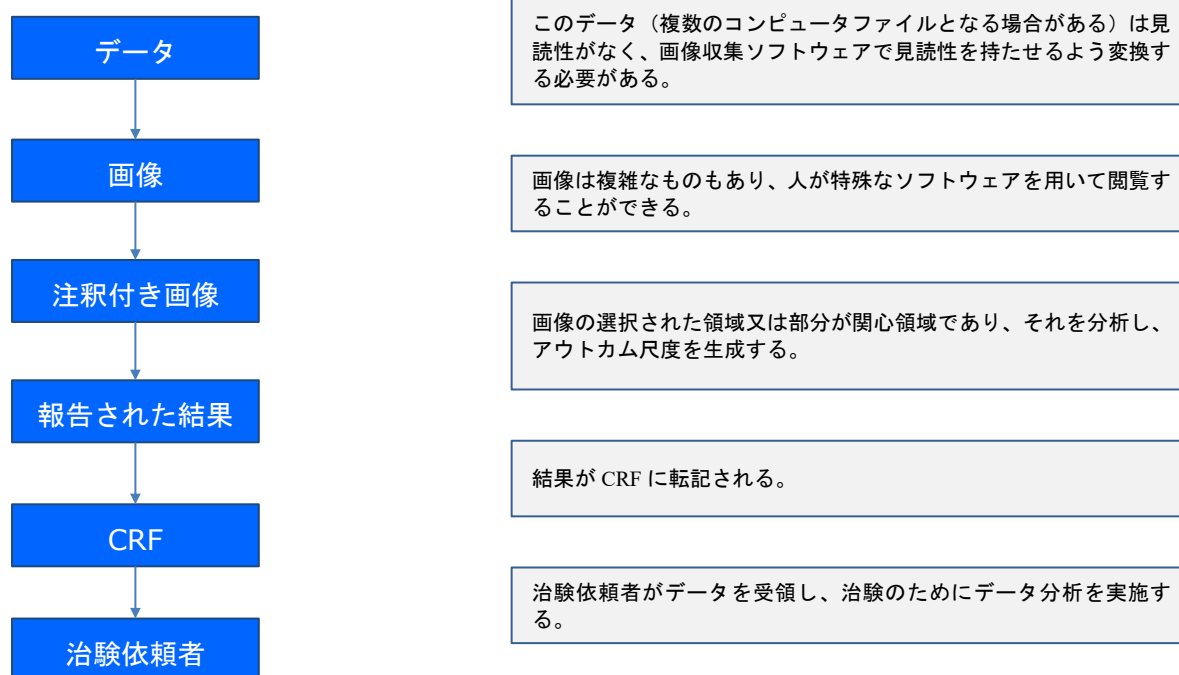 データ
このデータ（複数のコンピュータファイルとなる場合がある）は見
読性がなく、画像収集ソフトウェアで見読性を持たせるよう変換す
る必要がある。
画像
画像は複雑なものもあり、人が特殊なソフトウェアを用いて閲覧す
ることができる。
注釈付き画像
画像の選択された領域又は部分が関心領域であり、それを分析し、
アウトカム尺度を生成する。
報告された結果
結果が CRF に転記される。
CRF
治験依頼者がデータを受領し、治験のためにデータ分析を実施す
る。
治験依頼者